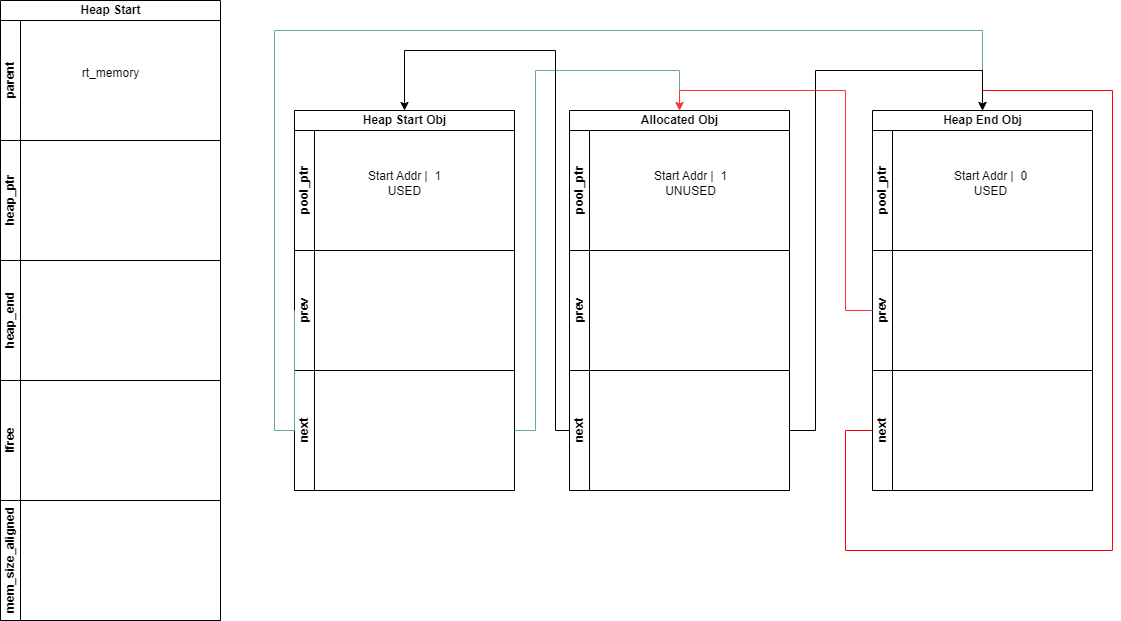 Heap Start
parent
rt_memory
heap_ptr
heap_end
lfree
mem_size_aligned
Heap Start Obj
pool_ptr
Start Addr | 1
USED
prev
next
Allocated Obj
pool_ptr
Start Addr | 1
UNUSED
prev
next
Heap End Obj
pool_ptr
Start Addr | 0
USED
prev
next